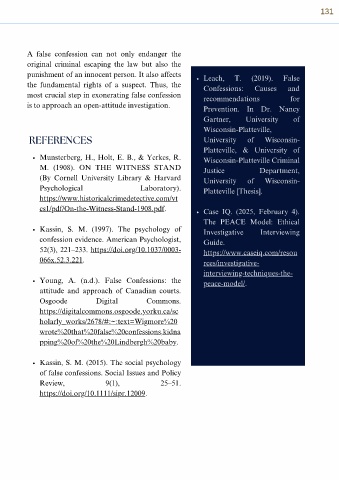 131
A false confession can not only endanger the
original criminal escaping the law but also the
punishment of an innocent person. It also affects
the fundamental rights of a suspect. Thus, the
most crucial step in exonerating false confession
is to approach an open-attitude investigation.
REFERENCES
• Munsterberg, H., Holt, E. B., & Yerkes, R.
M. (1908). ON THE WITNESS STAND
(By Cornell University Library & Harvard
Psychological Laboratory).
https://www.historicalcrimedetective.com/vt
cs1/pdf/On-the-Witness-Stand-1908.pdf.
• Kassin, S. M. (1997). The psychology of
confession evidence. American Psychologist,
52(3), 221–233. https://doi.org/10.1037/0003-
066x.52.3.221.
• Young, A. (n.d.). False Confessions: the
attitude and approach of Canadian courts.
Osgoode Digital Commons.
https://digitalcommons.osgoode.yorku.ca/sc
holarly_works/2678/#:~:text=Wigmore%20
wrote%20that%20false%20confessions,kidna
pping%20of%20the%20Lindbergh%20baby.
• Kassin, S. M. (2015). The social psychology
of false confessions. Social Issues and Policy
Review, 9(1), 25–51.
https://doi.org/10.1111/sipr.12009.
• Leach, T. (2019). False
Confessions: Causes and
recommendations for
Prevention. In Dr. Nancy
Gartner, University of
Wisconsin-Platteville,
University of Wisconsin-
Platteville, & University of
Wisconsin-Platteville Criminal
Justice Department,
University of Wisconsin-
Platteville [Thesis].
• Case IQ. (2025, February 4).
The PEACE Model: Ethical
Investigative Interviewing
Guide.
https://www.caseiq.com/resou
rces/investigative-
interviewing-techniques-the-
peace-model/.